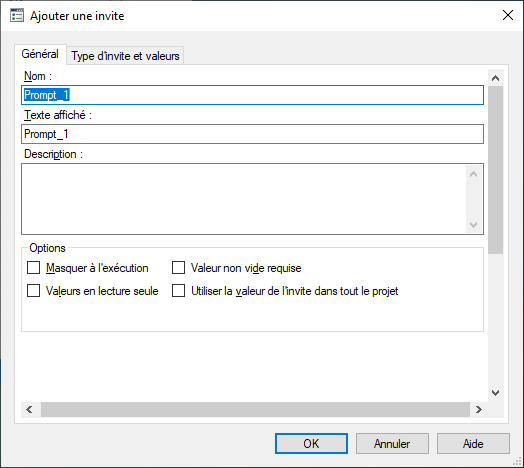 Ajouter une invite
Général Type d'invite et valeurs
Nom :
Prompt_1
Texte affiché :
Prompt_1
Description :
Options
Masquer à l'exécution Valeur non vide requise
Valeurs en lecture seule Utiliser la valeur de l'invite dans tout le projet
OK Annuler Aide